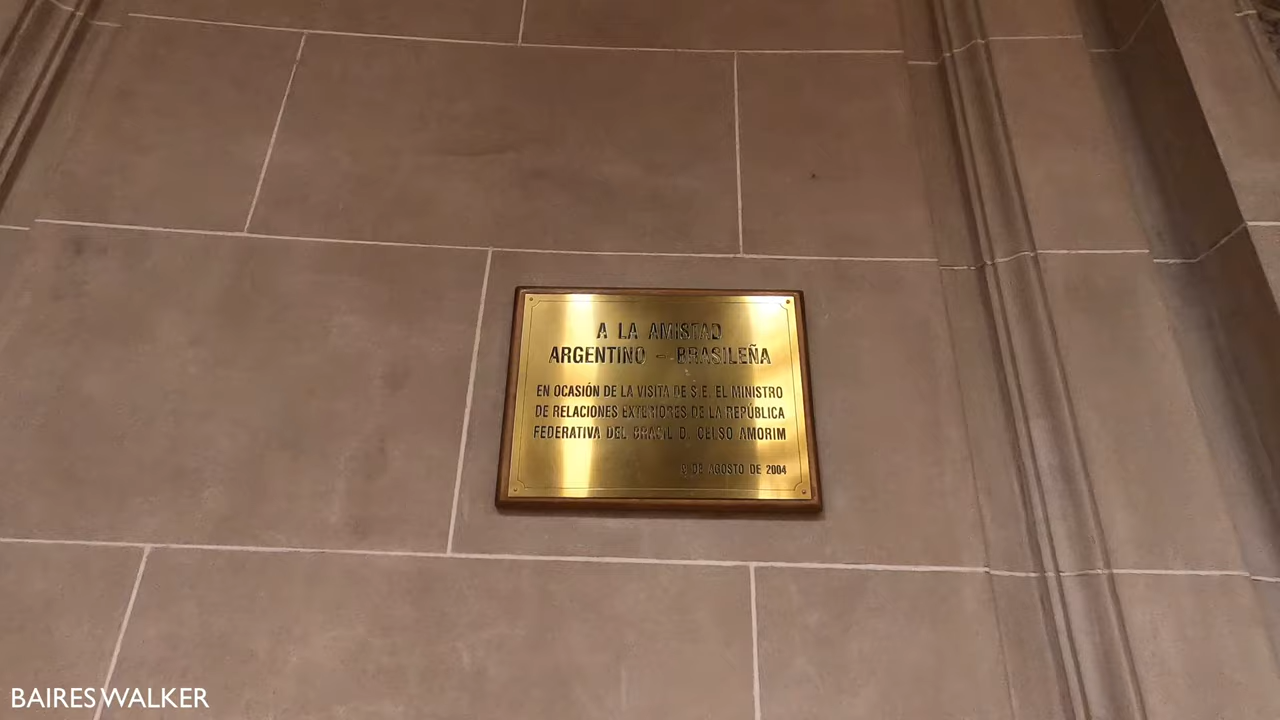 A LA AMISTAD
ARGENTINO - BRASILEÑA
EN OCASIÓN DE LA VISITA DE S.E. EL MINISTRO
DE RELACIONES EXTERIORES DE LA REPÚBLICA
FEDERATIVA DEL BRASIL D. CELSO AMORIM
DE AGOSTO DE 2004
BAIRES WALKER